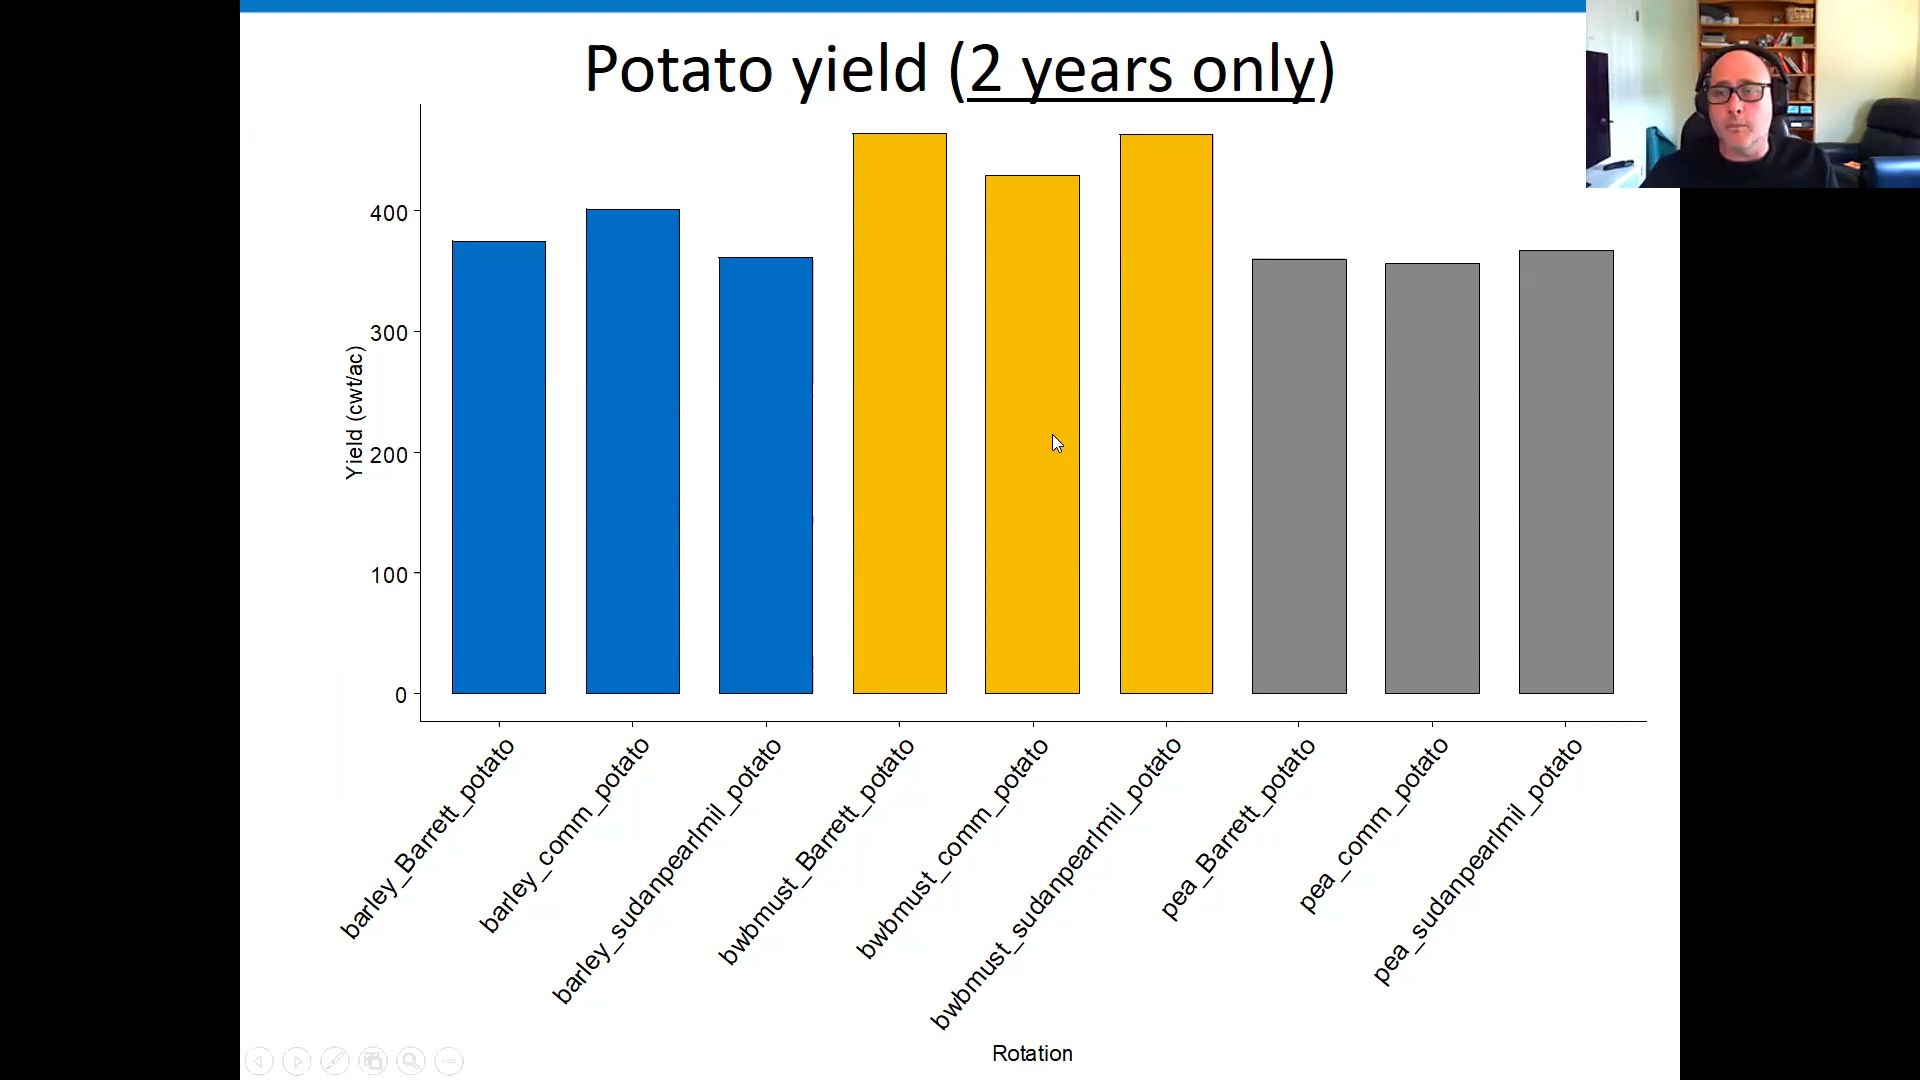 Potato yield (2 years only)
Yield (cwt/ac)
400
300
200
100
0
barley_Barrett_potato
barley_comm_potato
barley_sudanpearlmil_potato
bwbmust_Barrett_potato
bwbmust_comm_potato
bwbmust_sudanpearlmil_potato
pea_Barrett_potato
pea_comm_potato
pea_sudanpearlmil_potato
Rotation